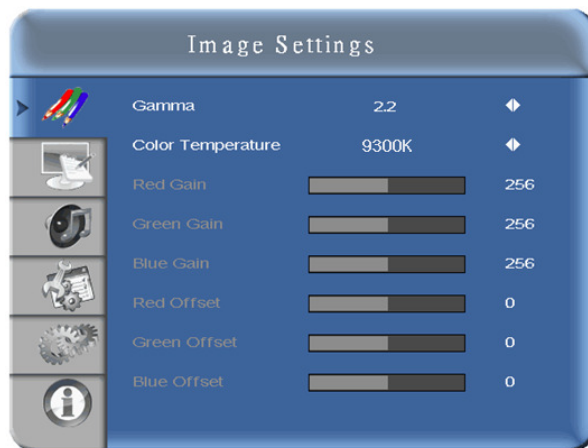 Image Settings
Gamma 2.2
Color Temperature 9300K
Red Gain 256
Green Gain 256
Blue Gain 256
Red Offset 0
Green Offset 0
Blue Offset 0